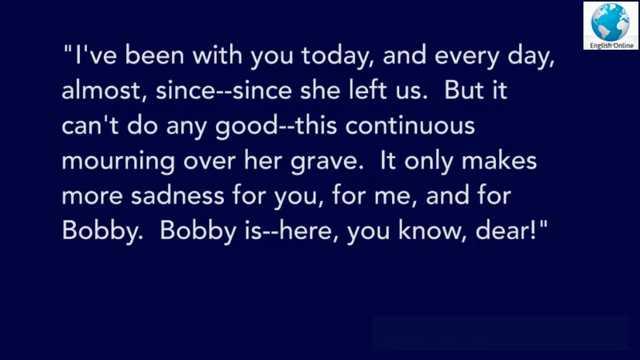 English Online
"I've been with you today, and every day,
almost, since--since she left us. But it
can't do any good--this continuous
mourning over her grave. It only makes
more sadness for you, for me, and for
Bobby. Bobby is--here, you know, dear!"